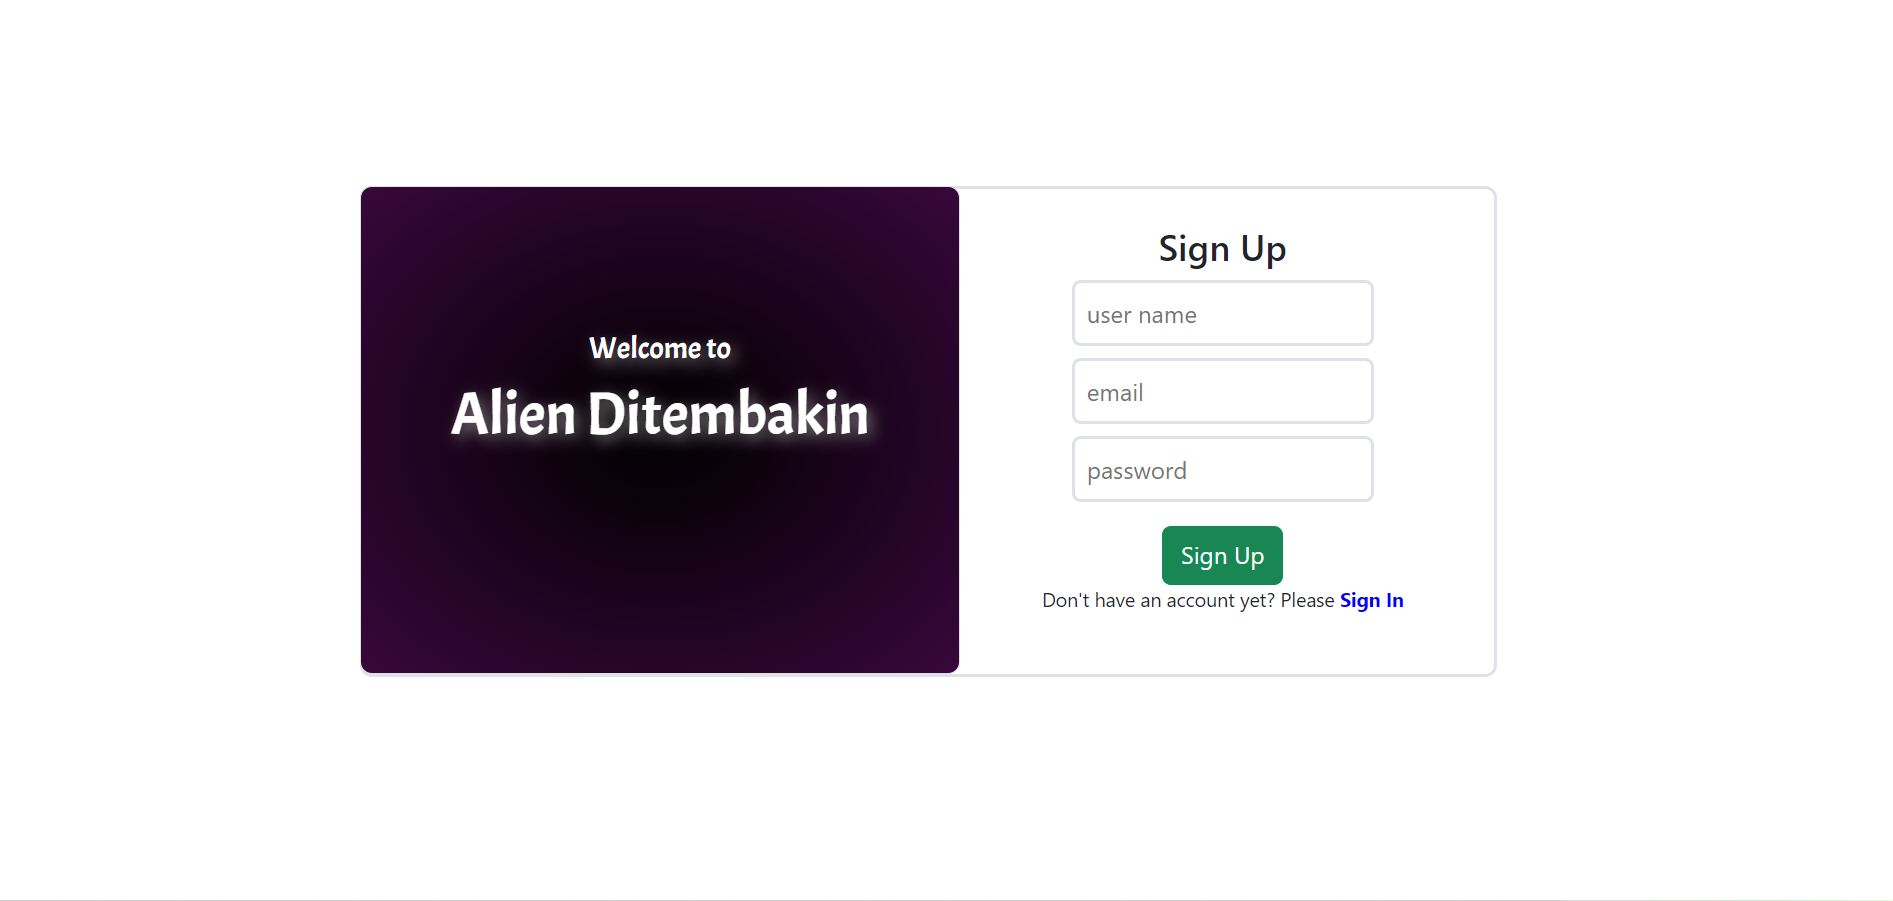 Welcome to
Alien Ditembakin
Sign Up
user name
email
password
Sign Up
Don't have an account yet? Please Sign In